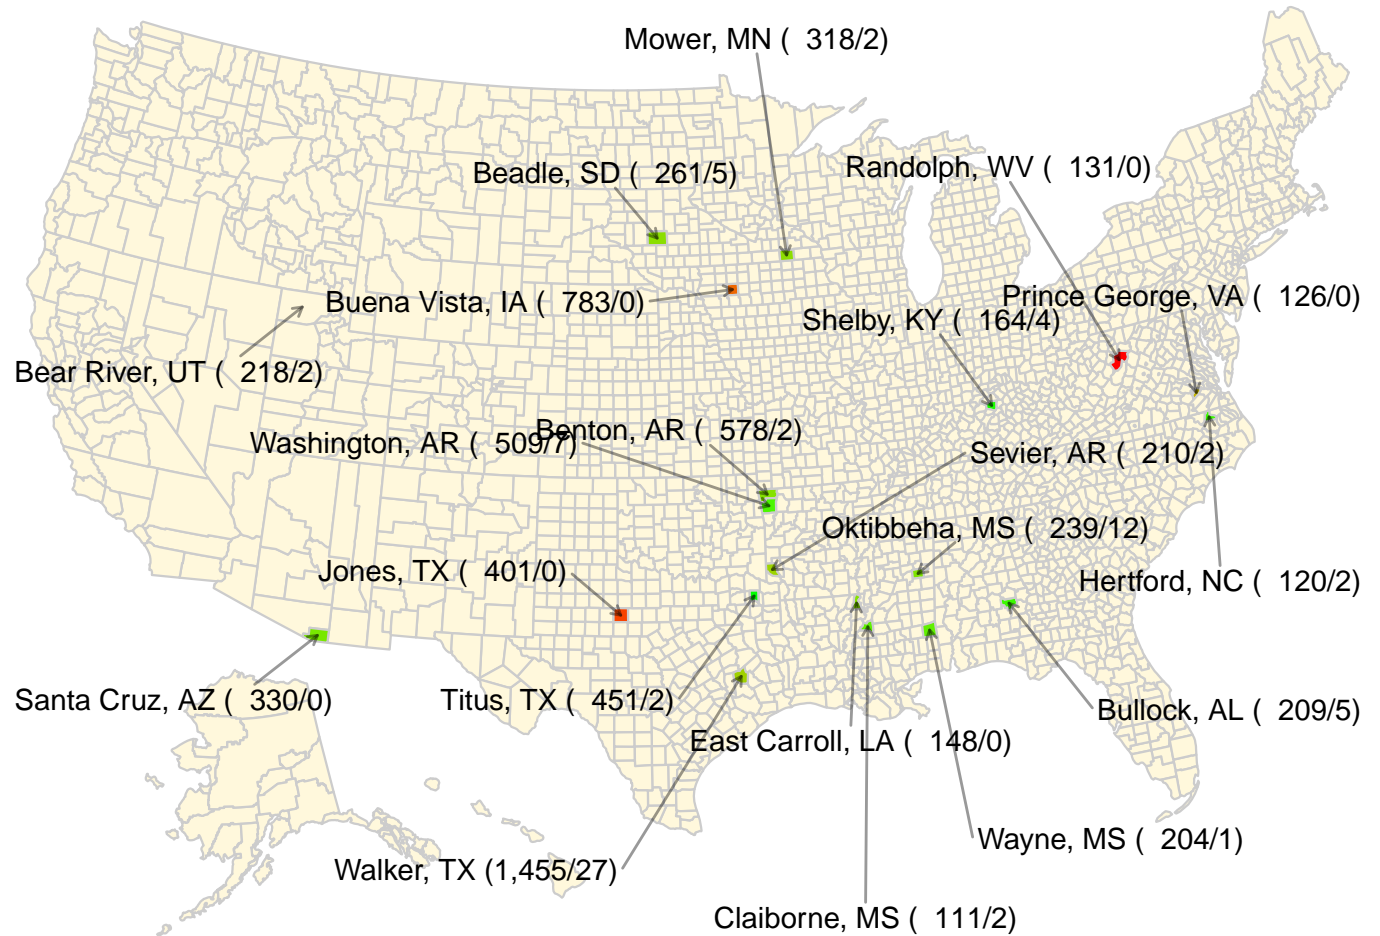 Mower, MN (  318/2)
Beadle, SD (  261/5)
Randolph, WV (  131/0)
Buena Vista, IA (  783/0)
Prince George, VA (  126/0)
Shelby, KY (  164/4)
Bear River, UT (  218/2)
Washington, AR (  509/7)
Benton, AR (  578/2)
Sevier, AR (  210/2)
Oktibbeha, MS (  239/12)
Jones, TX (  401/0)
Hertford, NC (  120/2)
Santa Cruz, AZ (  330/0)
Titus, TX (  451/2)
Bullock, AL (  209/5)
East Carroll, LA (  148/0)
Wayne, MS (  204/1)
Walker, TX (1,455/27)
Claiborne, MS (  111/2)